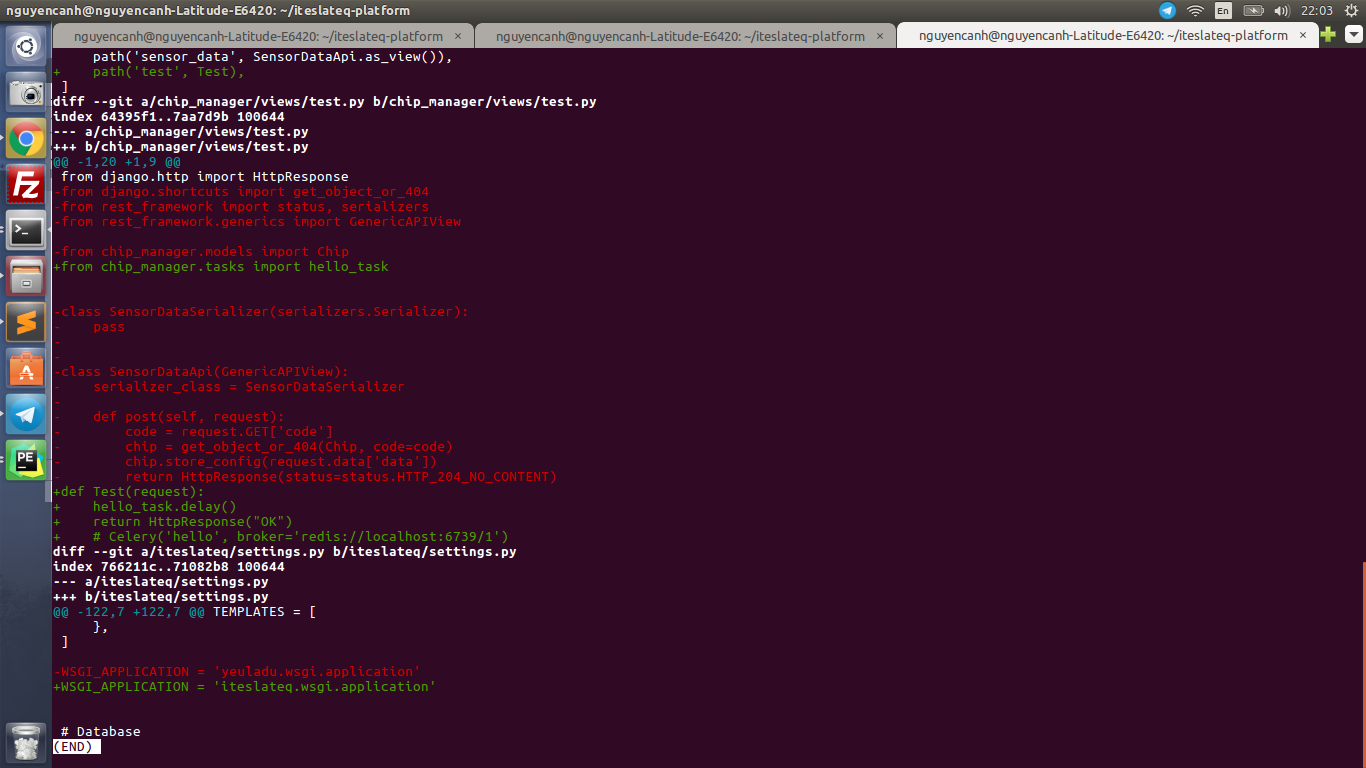 nguyencanh@nguyencanh-Latitude-E6420: ~/iteslateq-platform
En
22:03
nguyencanh@nguyencanh-Latitude-E6420: ~/iteslateq-platform ×
nguyencanh@nguyencanh-Latitude-E6420: ~/iteslateq-platform ×
nguyencanh@nguyencanh-Latitude-E6420: ~/iteslateq-platform ×
     path('sensor_data', SensorDataApi.as_view()),
+    path('test', Test),
 ]
diff --git a/chip_manager/views/test.py b/chip_manager/views/test.py
index 64395f1..7aa7d9b 100644
--- a/chip_manager/views/test.py
+++ b/chip_manager/views/test.py
@@ -1,20 +1,9 @@
 from django.http import HttpResponse
-from django.shortcuts import get_object_or_404
-from rest_framework import status, serializers
-from rest_framework.generics import GenericAPIView
-from chip_manager.models import Chip
+from chip_manager.tasks import hello_task
-class SensorDataSerializer(serializers.Serializer):
-    pass
-
-
-class SensorDataApi(GenericAPIView):
-    serializer_class = SensorDataSerializer
-
-    def post(self, request):
-        code = request.GET['code']
-        chip = get_object_or_404(Chip, code=code)
-        chip.store_config(request.data['data'])
-        return HttpResponse(status=status.HTTP_204_NO_CONTENT)
+def Test(request):
+    hello_task.delay()
+    return HttpResponse("OK")
+    # Celery('hello', broker='redis://localhost:6739/1')
diff --git a/iteslateq/settings.py b/iteslateq/settings.py
index 766211c..71082b8 100644
--- a/iteslateq/settings.py
+++ b/iteslateq/settings.py
@@ -122,7 +122,7 @@ TEMPLATES = [
     },
 ]
-WSGI_APPLICATION = 'yeuladu.wsgi.application'
+WSGI_APPLICATION = 'iteslateq.wsgi.application'
 # Database
(END)
Fz
PE